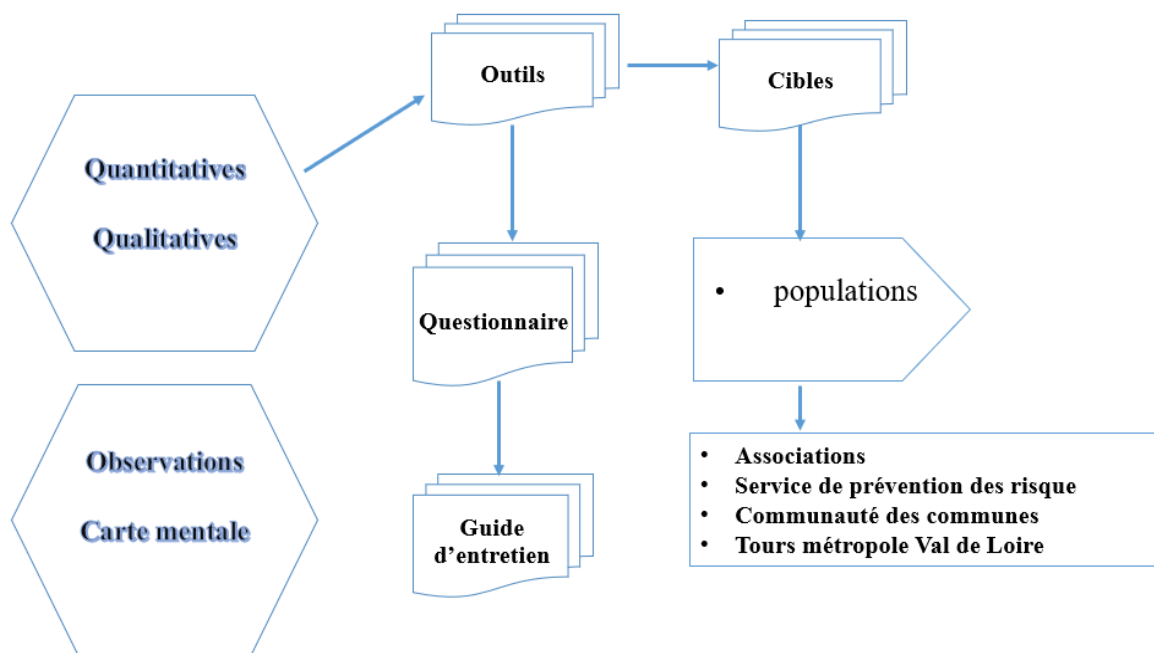 Outils
Cibles
Quantitatives
Qualitatives
• populations
Questionnaire
Observations
Carte mentale
Guide
d’entretien
• Associations
• Service de prévention des risque
• Communauté des communes
• Tours métropole Val de Loire